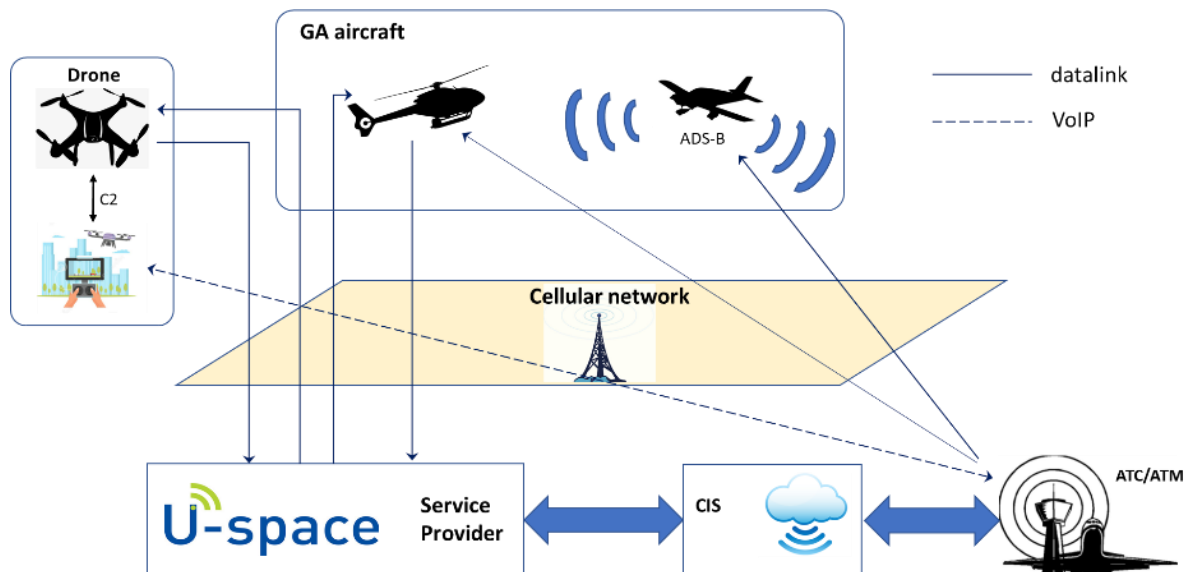 GA aircraft
Drone
datalink
VoIP
ADS-B
C2
Cellular network
ATC/ATM
U-space
Service
Provider
CIS